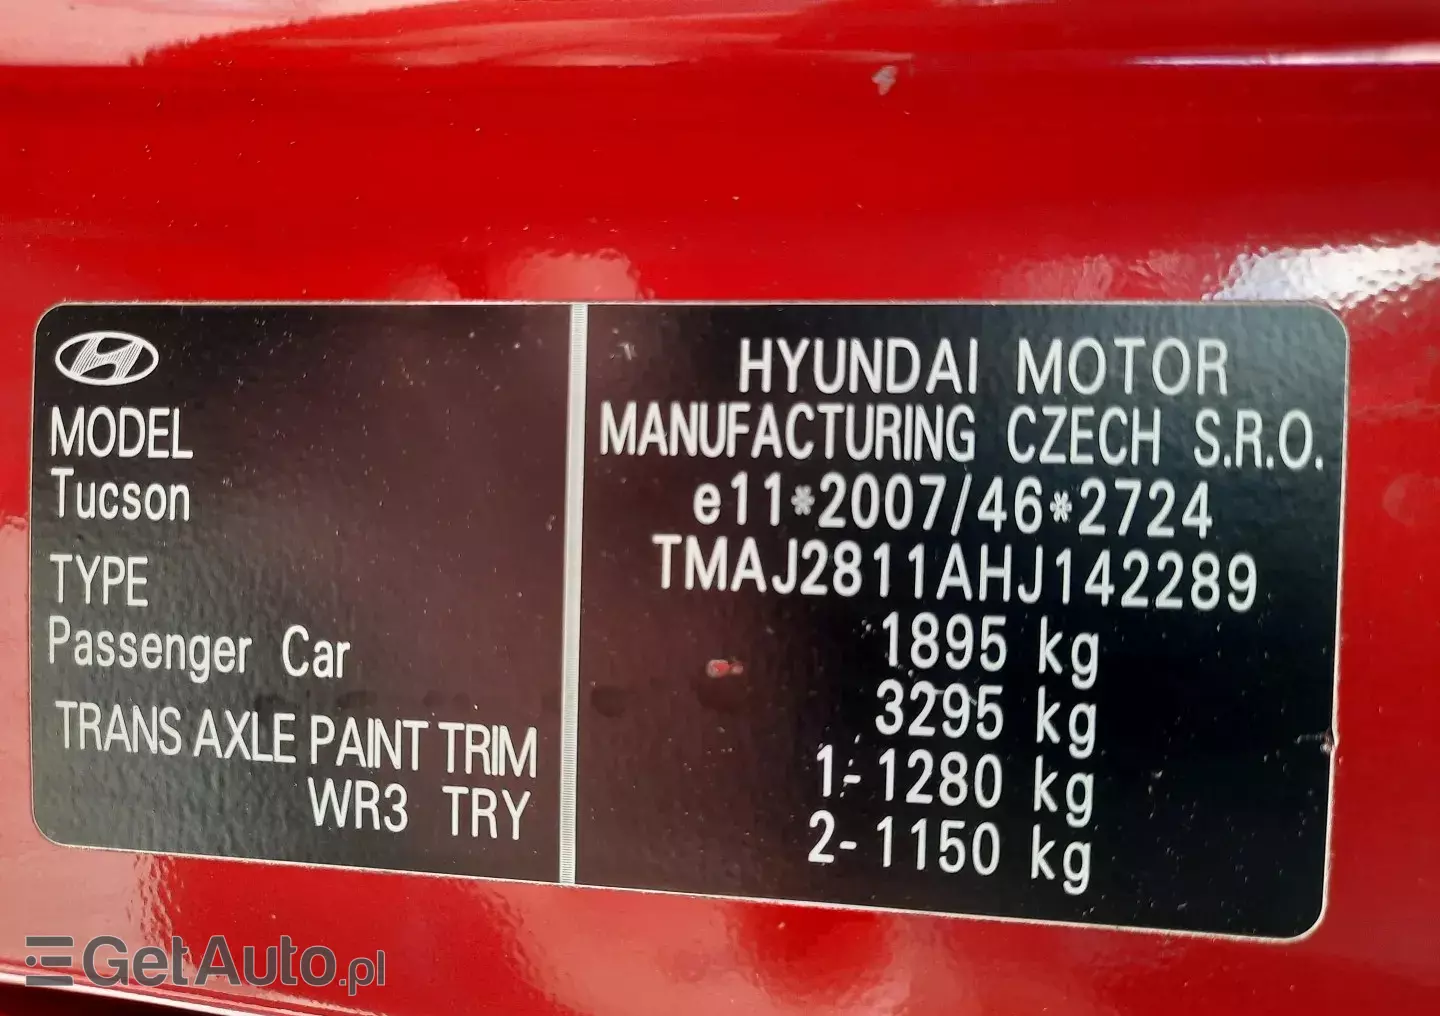 MODEL
Tucson
TYPE
Passenger Car
TRANS AXLE PAINT TRIM
WR3 TRY
HYUNDAI MOTOR
MANUFACTURING CZECH S.R.O.
e11*2007/46*2724
TMAJ2811AHJ142289
1895 kg
3295 kg
1-1280 kg
2-1150 kg
GetAuto.pl